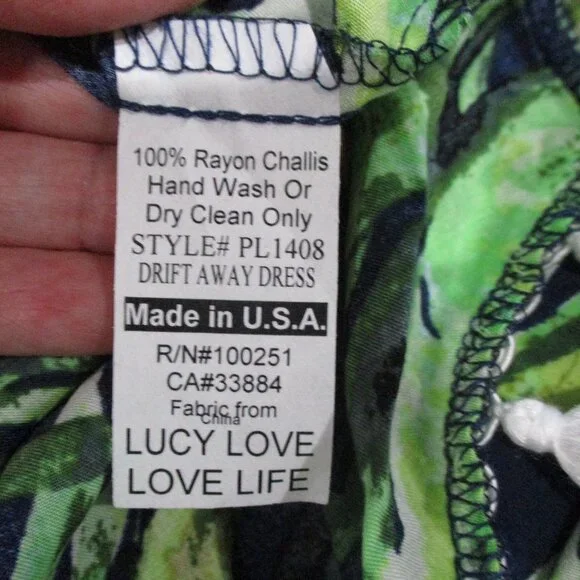 100% Rayon Challis
Hand Wash Or
Dry Clean Only
STYLE# PL1408
DRIFT AWAY DRESS
Made in U.S.A.
R/N#100251
CA#33884
Fabric from
China
LUCY LOVE
LOVE LIFE